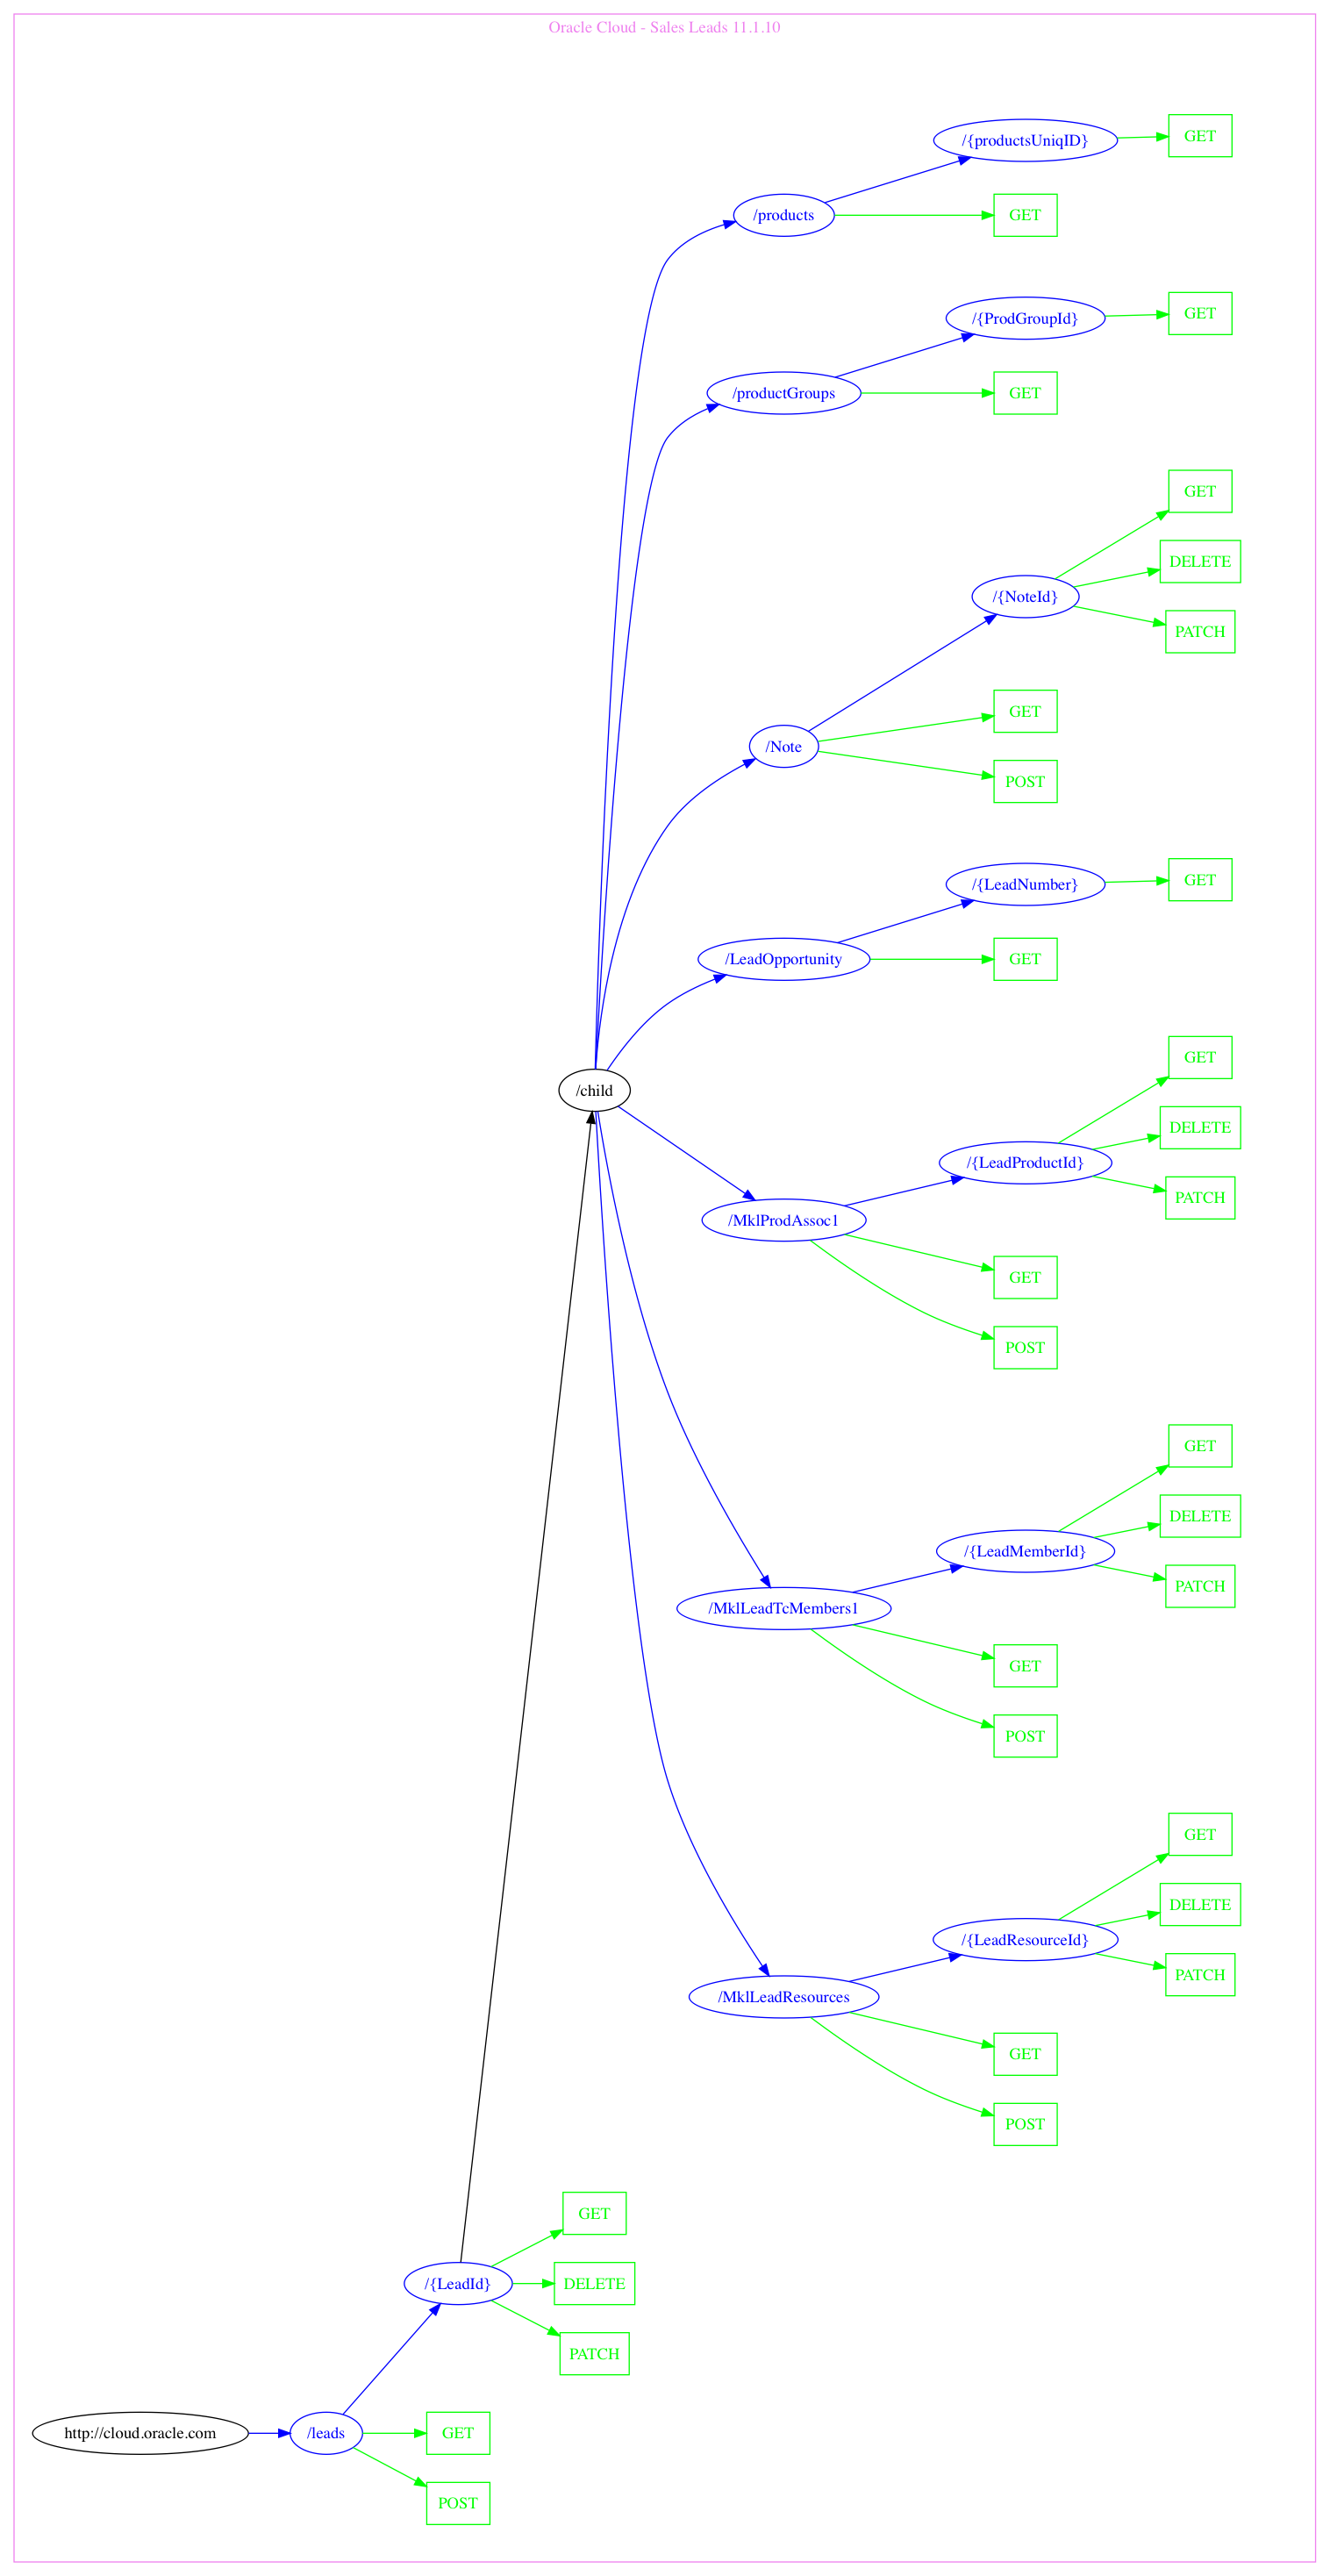 Oracle Cloud - Sales Leads 11.1.10
/{productsUniqID}
GET
/products
GET
/{ProdGroupId}
GET
/productGroups
GET
GET
DELETE
/{NoteId}
PATCH
GET
/Note
POST
/{LeadNumber}
GET
/LeadOpportunity
GET
GET
/child
DELETE
/{LeadProductId}
PATCH
/MklProdAssoc1
GET
POST
GET
DELETE
/{LeadMemberId}
PATCH
/MklLeadTcMembers1
GET
POST
GET
DELETE
/{LeadResourceId}
PATCH
/MklLeadResources
GET
POST
GET
/{LeadId}
DELETE
PATCH
http://cloud.oracle.com
/leads
GET
POST